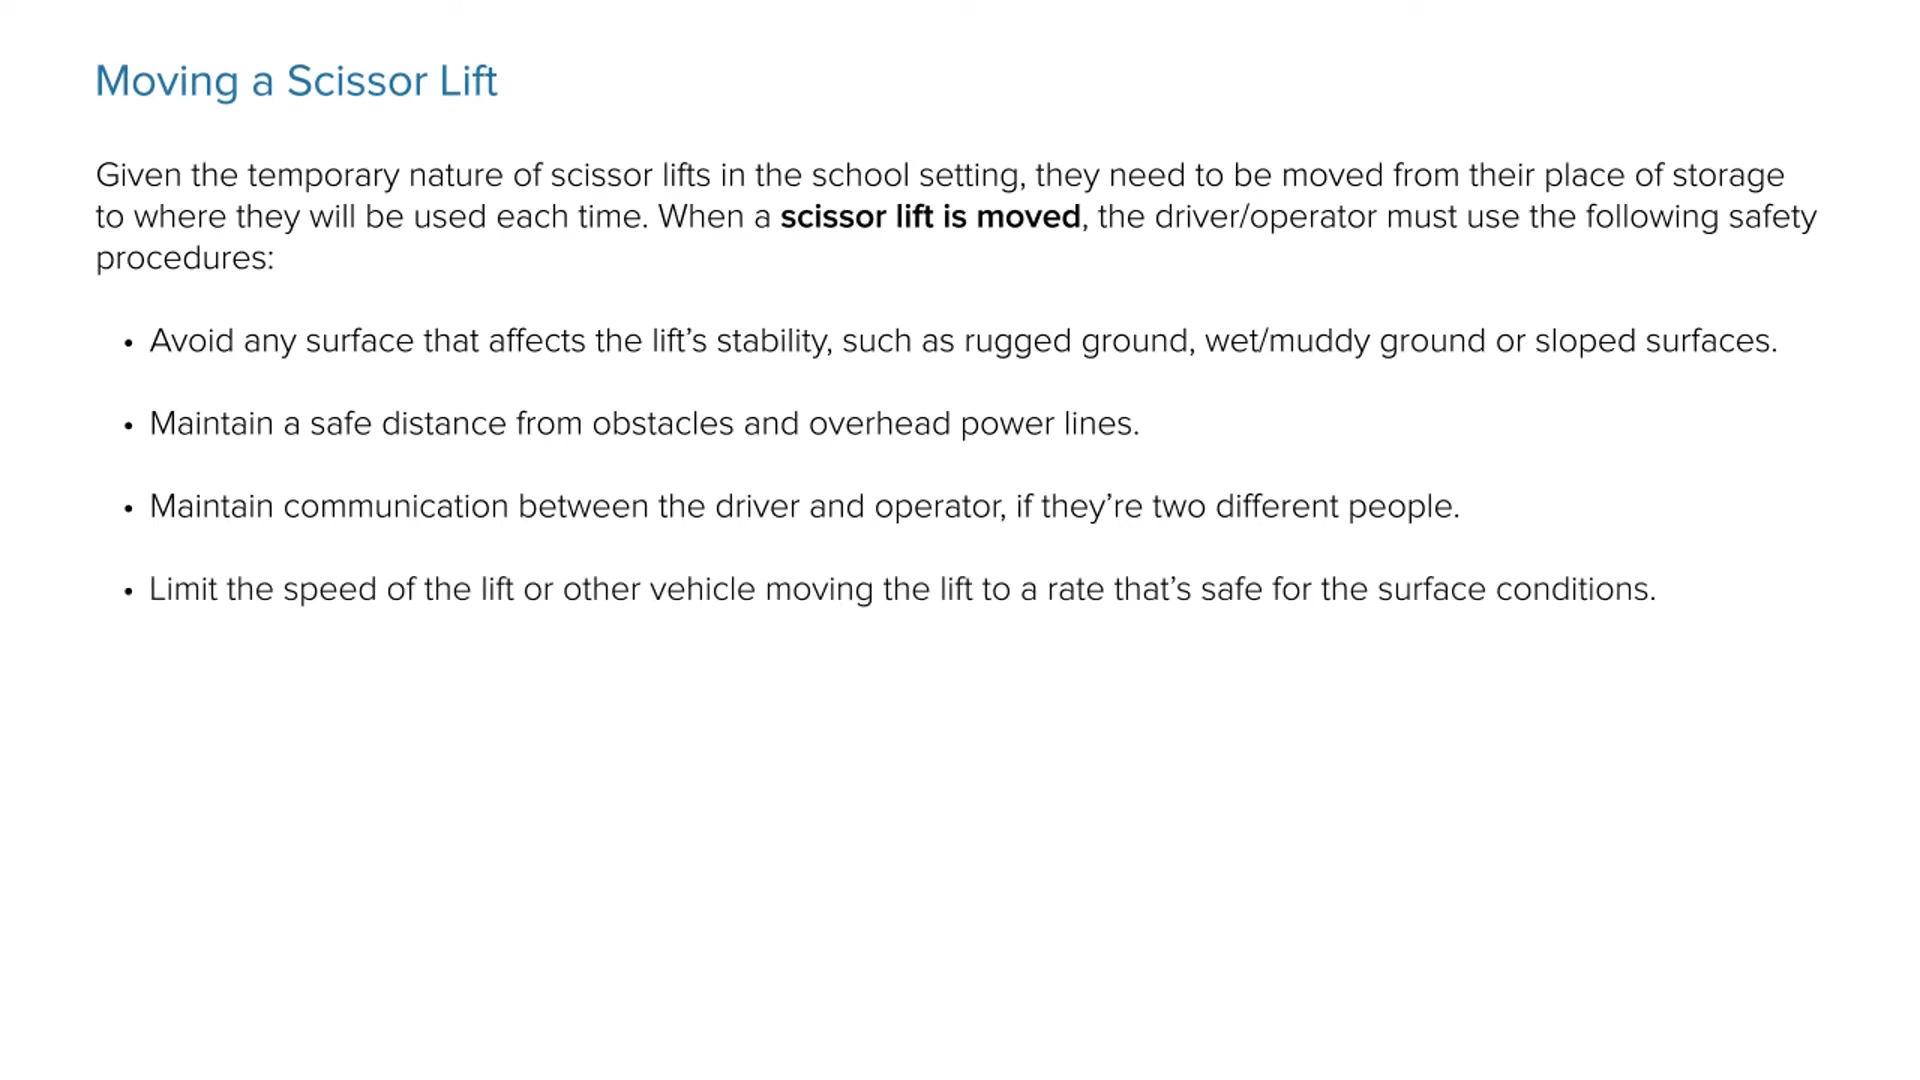 Moving a Scissor Lift
Given the temporary nature of scissor lifts in the school setting, they need to be moved from their place of storage
to where they will be used each time. When a scissor lift is moved, the driver/operator must use the following safety
procedures:
• Avoid any surface that affects the lift’s stability, such as rugged ground, wet/muddy ground or sloped surfaces.
• Maintain a safe distance from obstacles and overhead power lines.
• Maintain communication between the driver and operator, if they’re two different people.
• Limit the speed of the lift or other vehicle moving the lift to a rate that’s safe for the surface conditions.